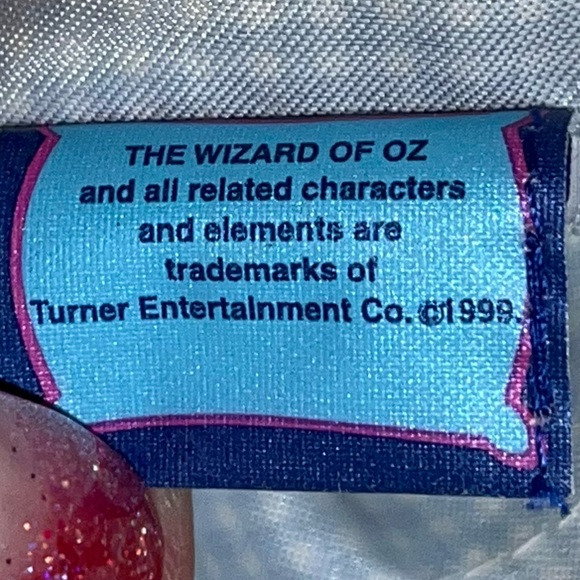 THE WIZARD OF OZ
and all related characters
and elements are
trademarks of
Turner Entertainment Co. ©1999.